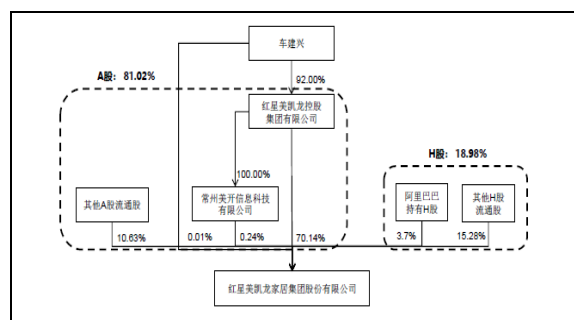 车建兴
A股：81.02%
92.00%
红星美凯龙控股
集团有限公司
H股：18.98%
100.00%
其他A股流通股
常州美开信息科技
有限公司
阿里巴巴
持有H股
其他H股
流通股
10.63%
0.01%
0.24%
70.14%
3.7%
15.28%
红星美凯龙家居集团股份有限公司